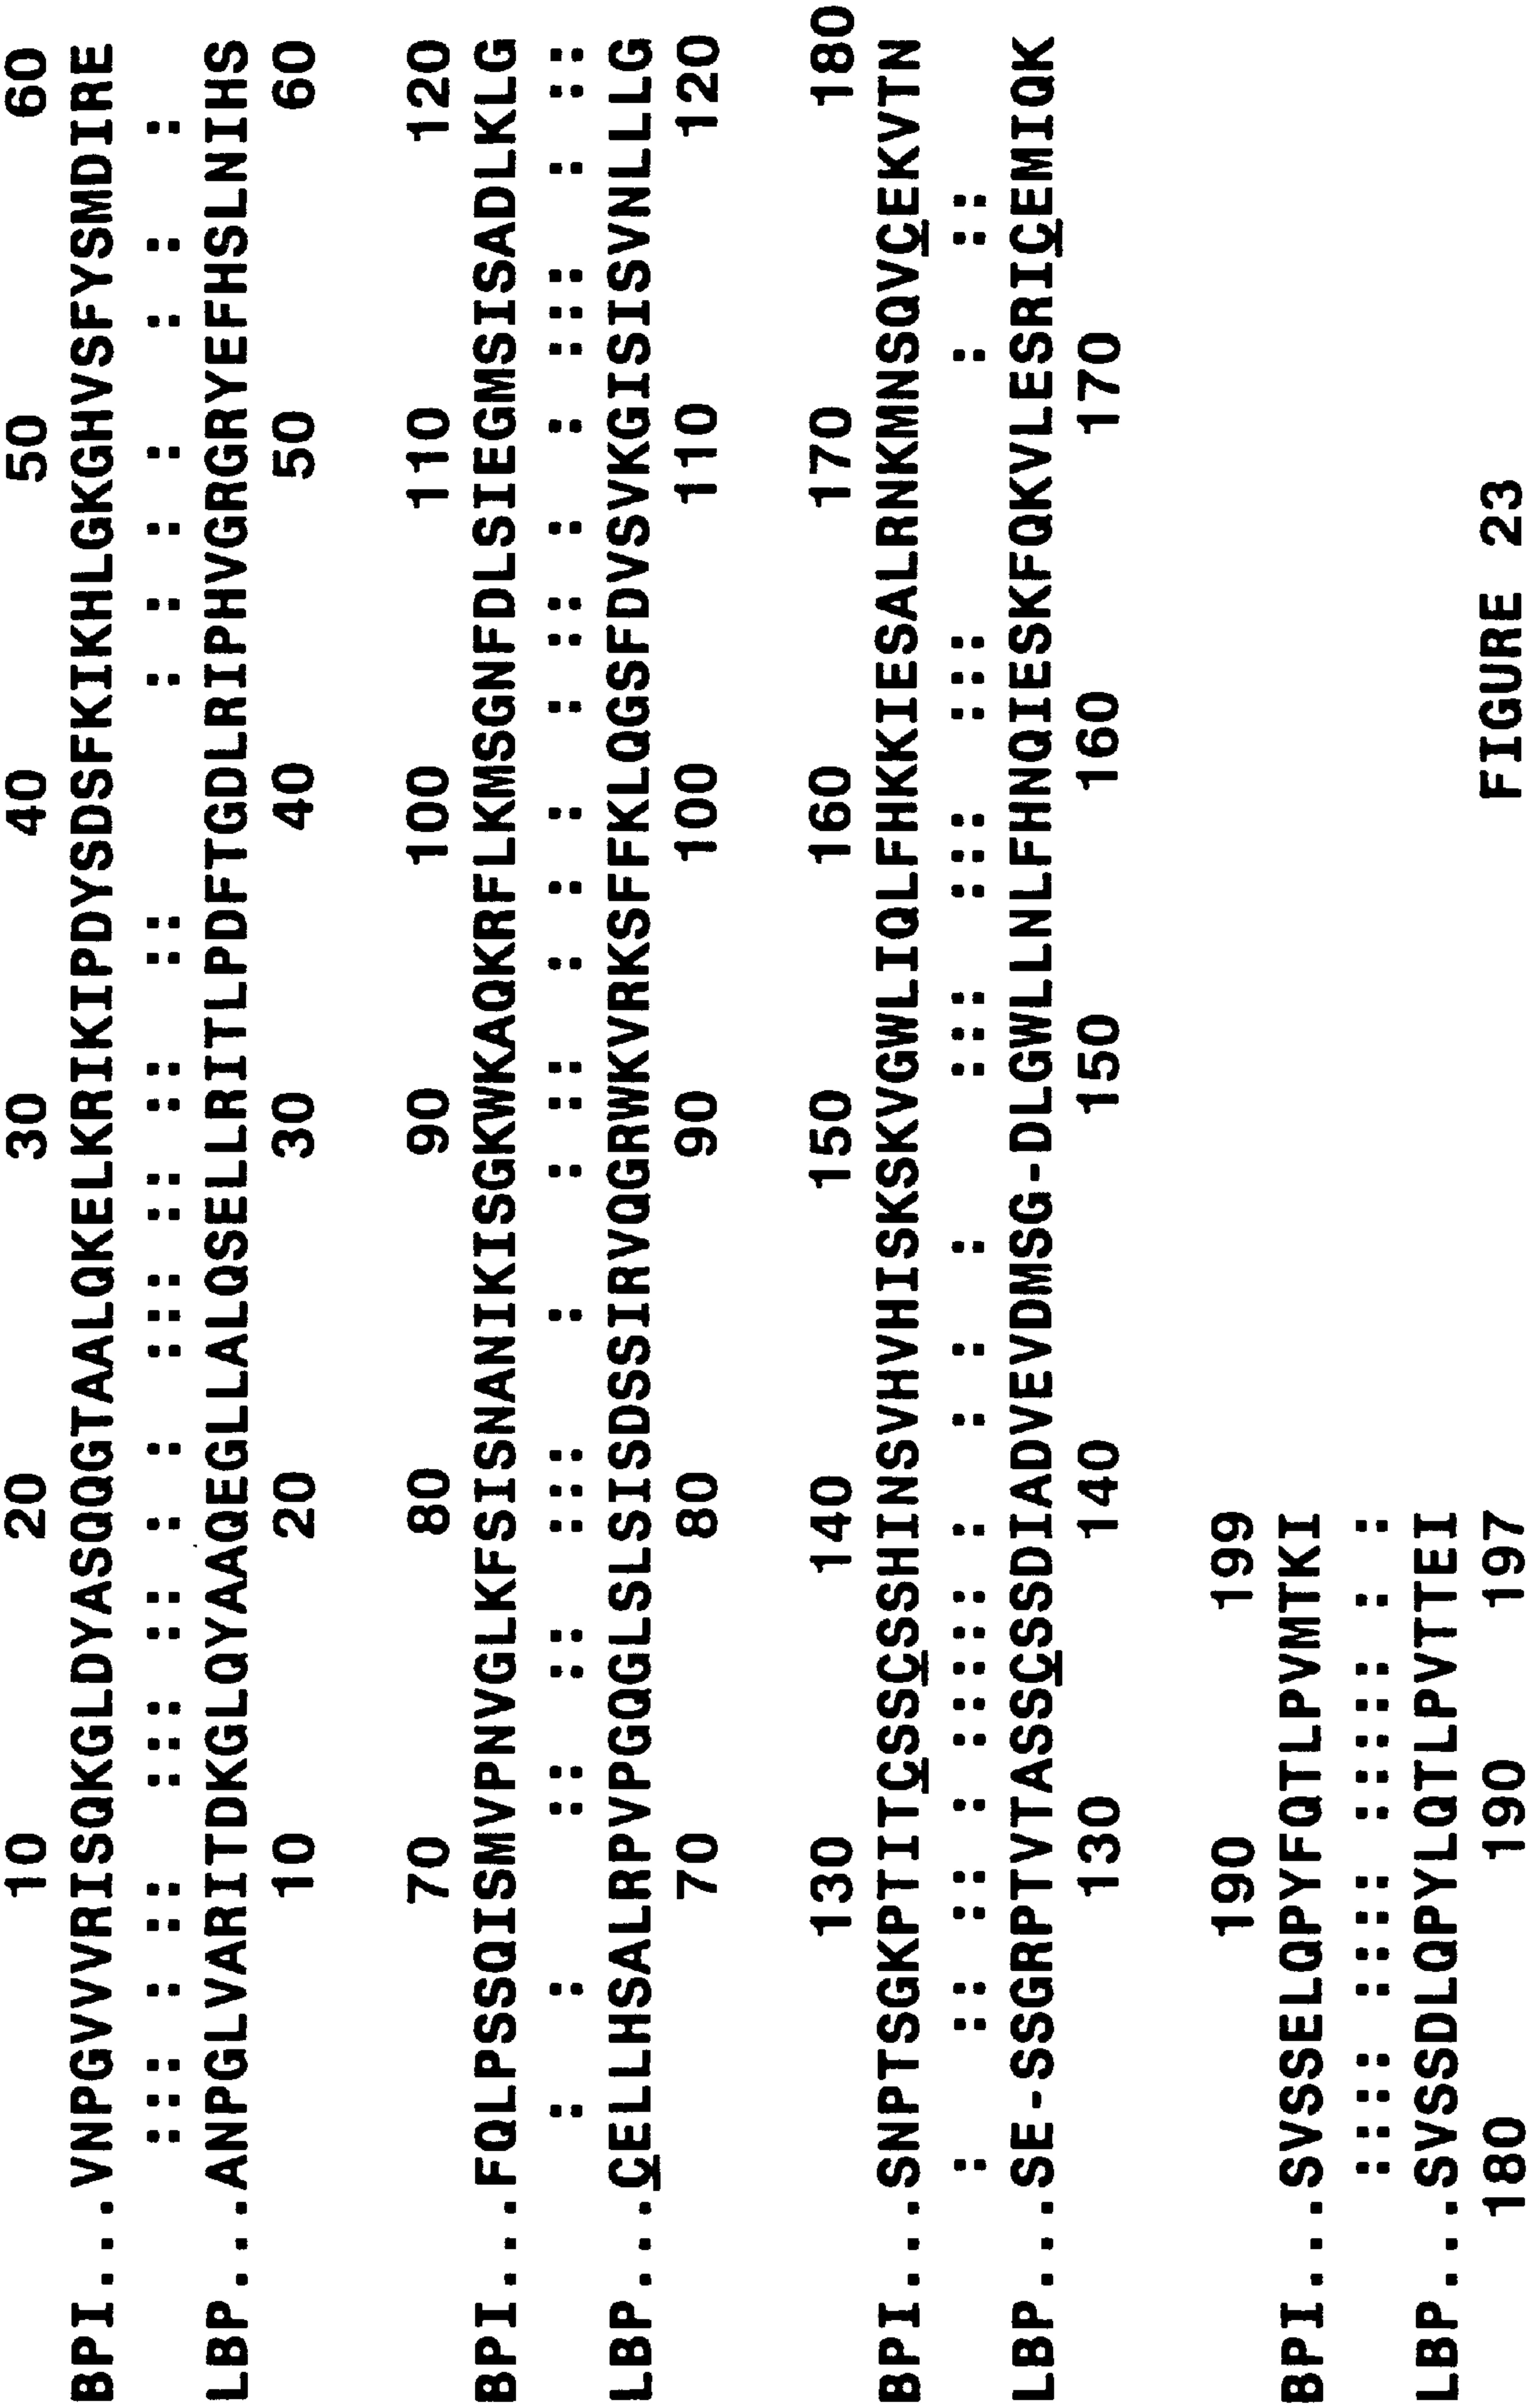 10 20 30 40 50 60
BPI...VNPGVVVRISQKGLDYASQQGTAALQKELKRIKIPDYSDSFKIKHLGKGHVSFYSMDIRE
::: : :: ::: :: : : ::: :: :: :: : : : : : : :
LBP...ANPGLVARITDKGLQYAAQEGLLALQSELLRITLPDFTGDLRIPHVGRGRYEFHSLNIHS
10 20 30 40 50 60
70 80 90 100 110 120
BPI...FQLPSSQISMVPNVGLKFSISNANIKISGKWKAQKRFLKMSGNFDLSIEGMSISADLKLG
: : :: :: ::: : : :: : : : : :: : : ::: : ::
LBP...CELLHSALRPVPGQGLSLSISDSSIRVQGRWKVRKSFFKLQGSFDVSVKGISISVNLLLG
70 80 90 100 110 120
130 140 150 160 170 180
BPI...SNPTSGKPTITCSSCSSHINSVHVHISKSKVGWLIQLFHKKIESALRNKMNSQVCEKVTN
: :: :: : ::::: : : : : ::: ::: ::: : ::
LBP...SE-SSGRPTVTASSCSSDIADVEVDMSG-DLGWLLNLFHNQIESKFQKVLESRICEMIQK
130 140 150 160 170
190 199
BPI...SVSSELQPYFQTLPVMTKI
:::: :::: ::::: : :
LBP...SVSSDLQPYLQTLPVTTEI
180 190 197
FIGURE 23